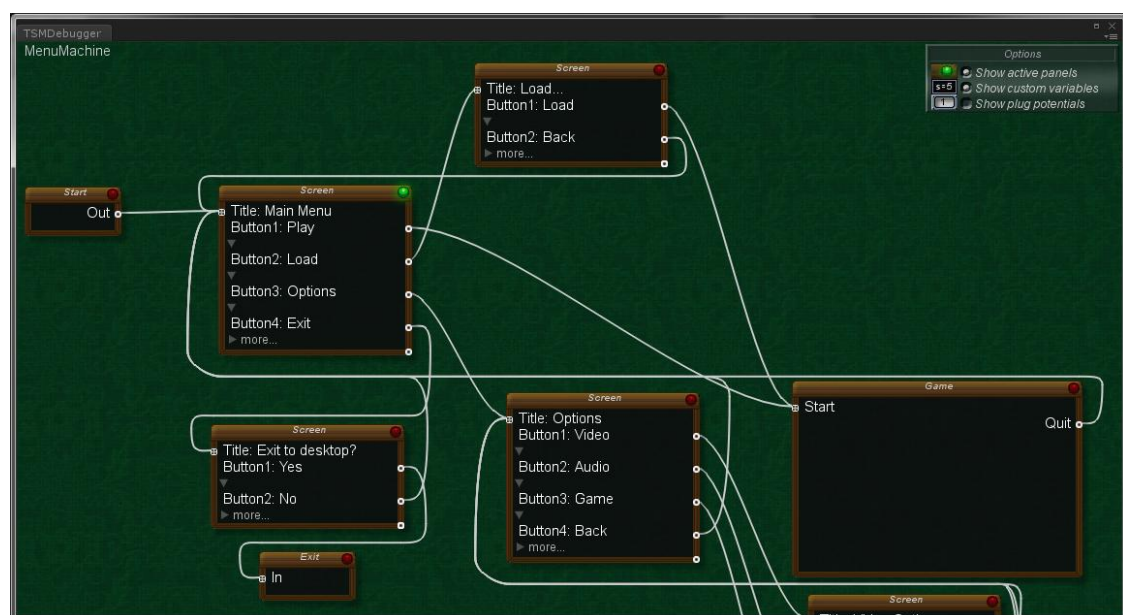 TSMDebugger
MenuMachine
Options
Show active panels
s=5 Show custom variables
1 Show plug potentials
Screen
Title: Load...
Button1: Load
Button2: Back
more...
Start
Out
Screen
Title: Main Menu
Button1: Play
Button2: Load
Button3: Options
Button4: Exit
more...
Screen
Title: Exit to desktop?
Button1: Yes
Button2: No
more...
Exit
In
Screen
Title: Options
Button1: Video
Button2: Audio
Button3: Game
Button4: Back
more...
Game
Start
Quit
Screen